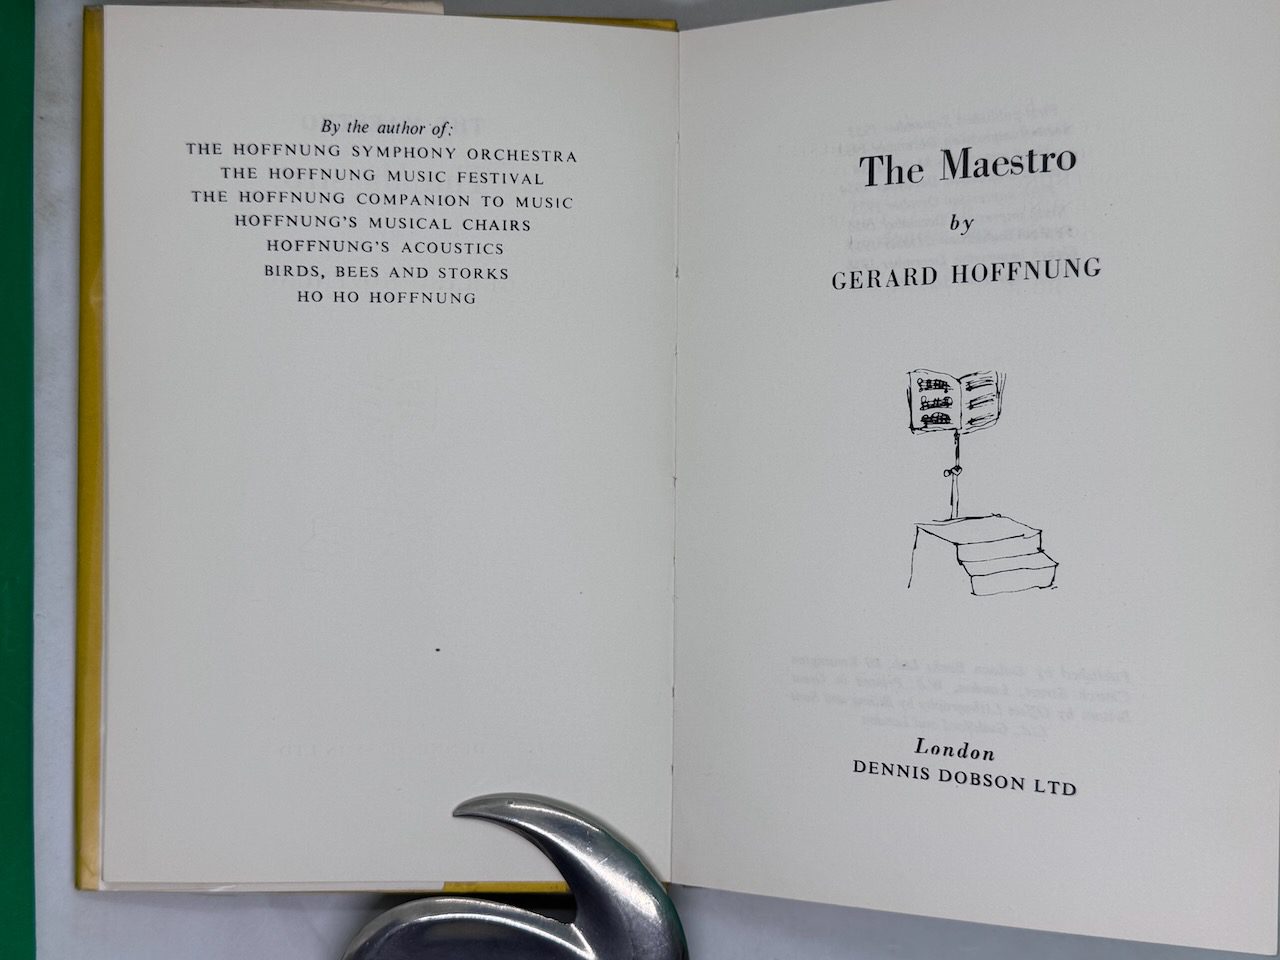 By the author of:
THE HOFFNUNG SYMPHONY ORCHESTRA
THE HOFFNUNG MUSIC FESTIVAL
THE HOFFNUNG COMPANION TO MUSIC
HOFFNUNG'S MUSICAL CHAIRS
HOFFNUNG'S ACOUSTICS
BIRDS, BEES AND STORKS
HO HO HOFFNUNG
The Maestro
by
GERARD HOFFNUNG
London
DENNIS DOBSON LTD